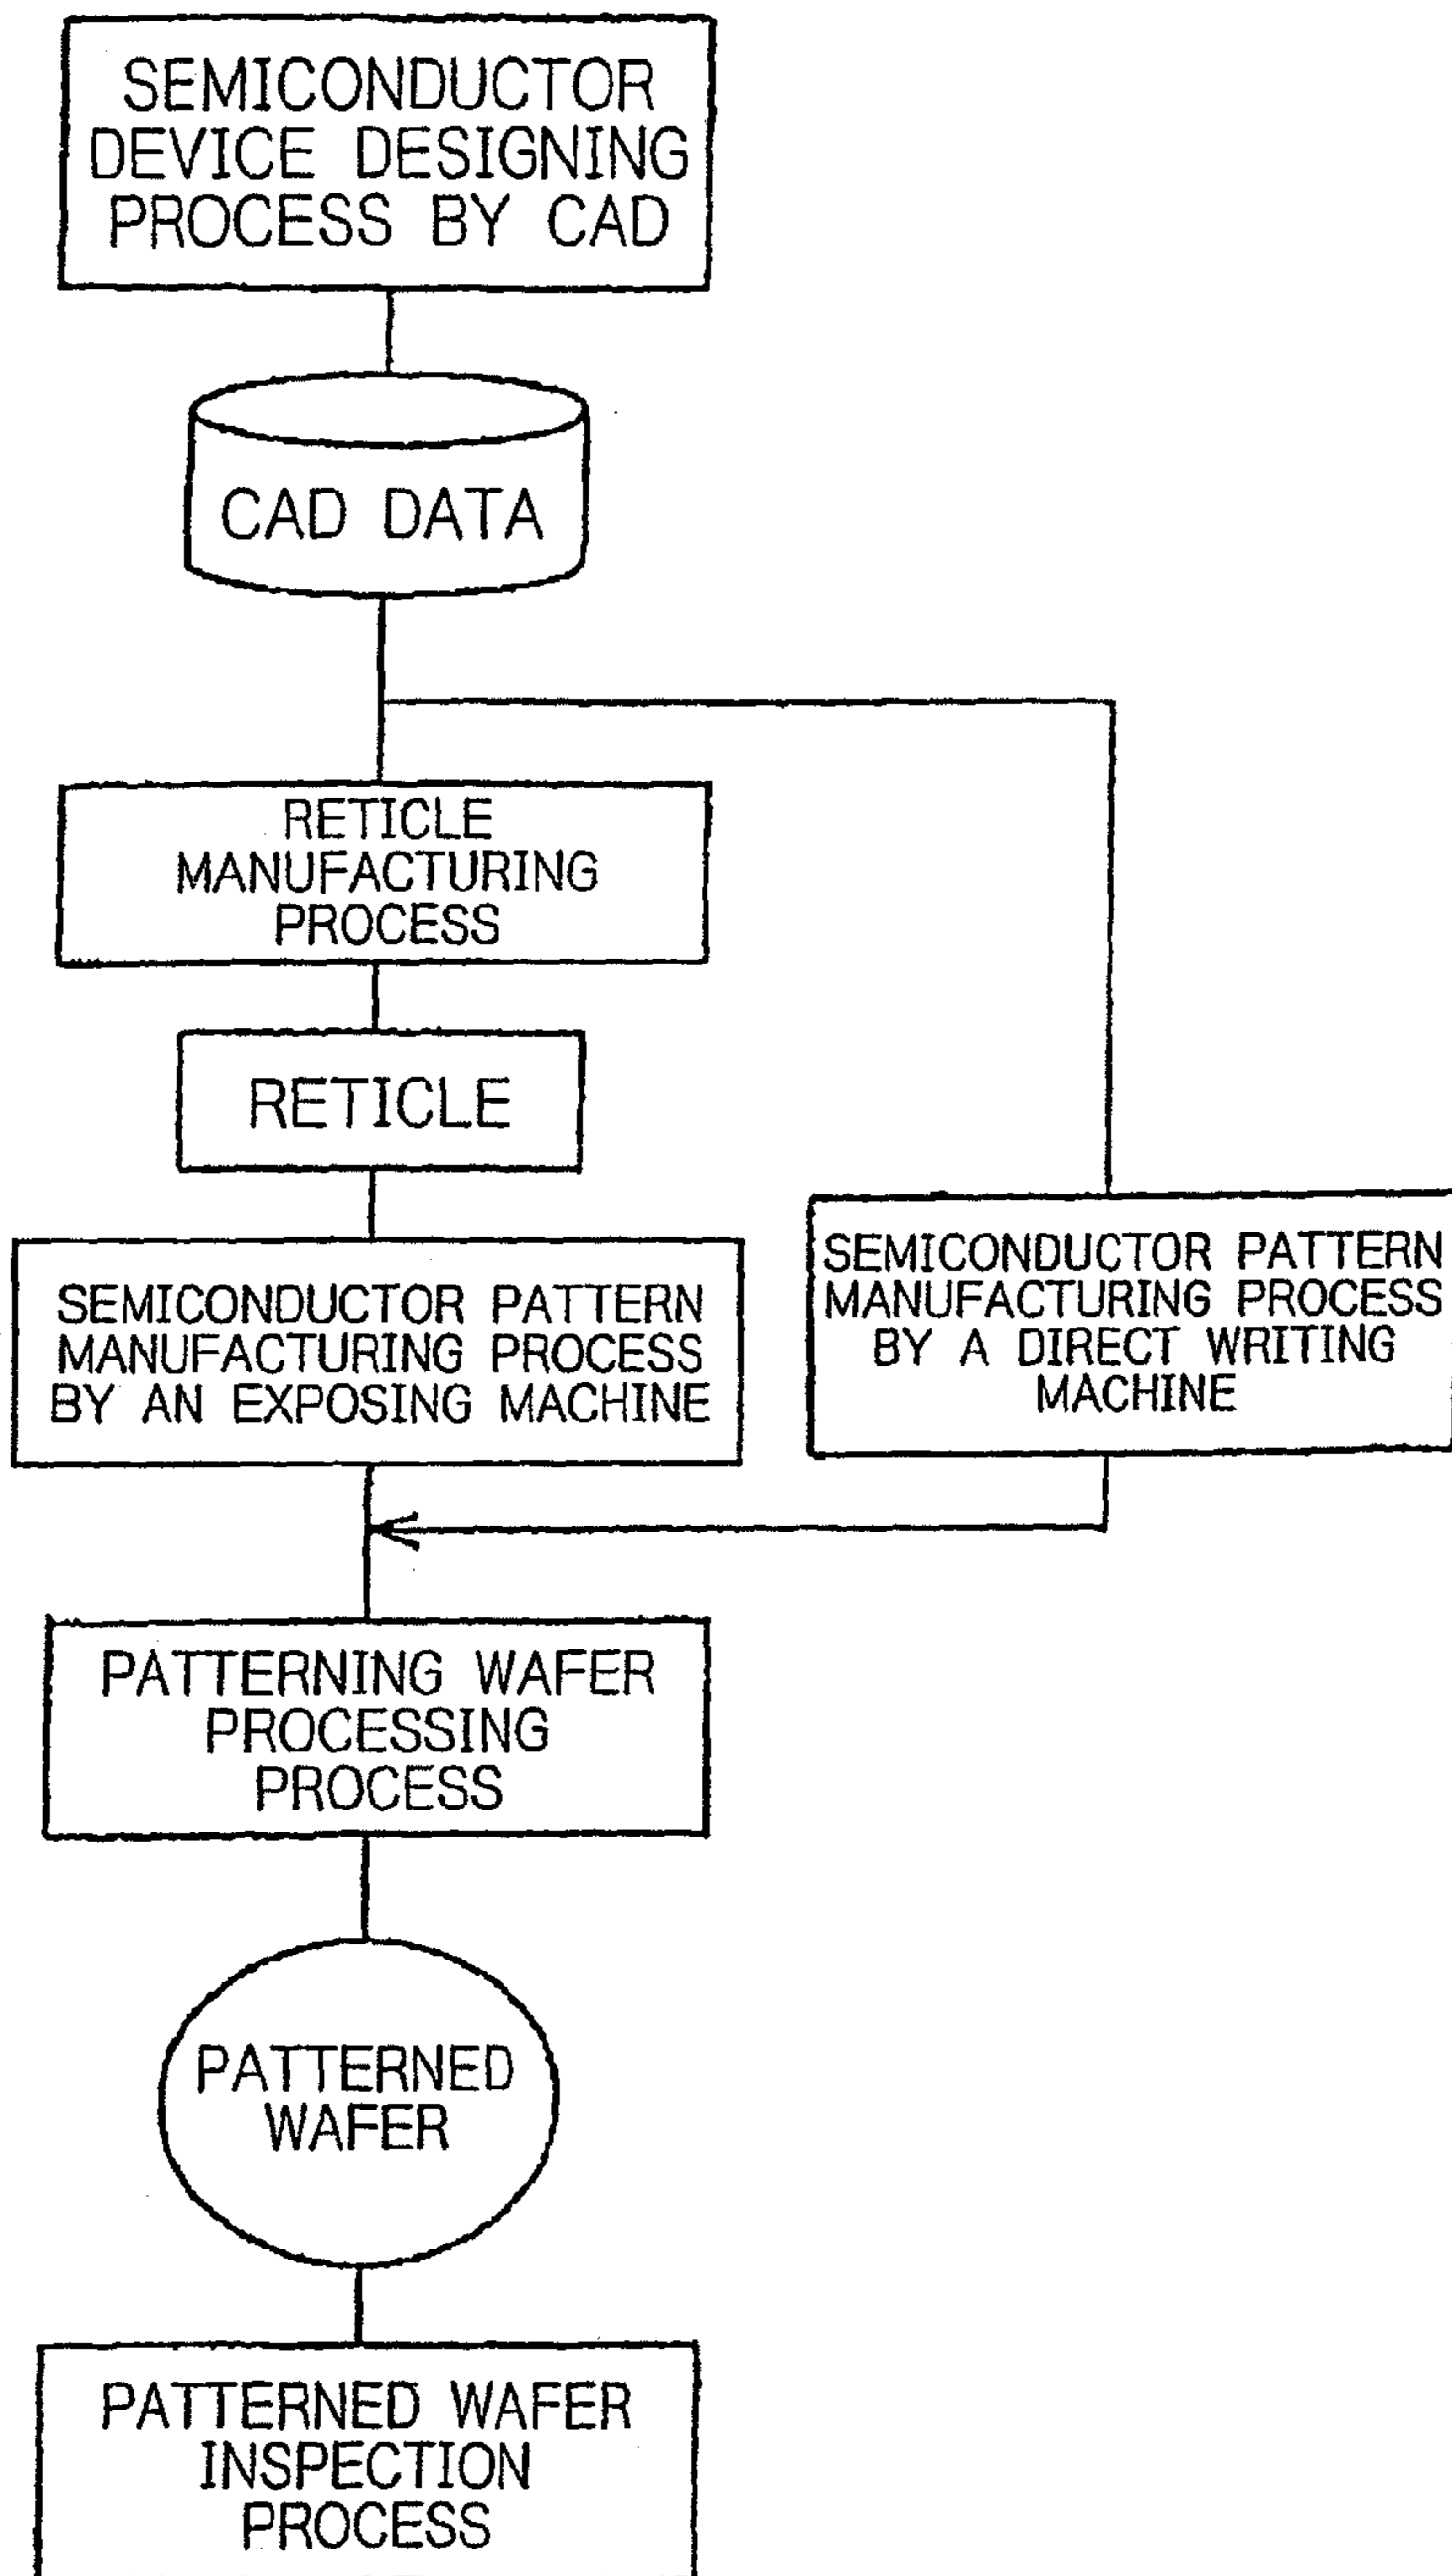 SEMICONDUCTOR
DEVICE DESIGNING
PROCESS BY CAD
CAD DATA
RETICLE
MANUFACTURING
PROCESS
RETICLE
SEMICONDUCTOR PATTERN
MANUFACTURING PROCESS
BY AN EXPOSING MACHINE
SEMICONDUCTOR PATTERN
MANUFACTURING PROCESS
BY A DIRECT WRITING
MACHINE
PATTERNING WAFER
PROCESSING
PROCESS
PATTERNED
WAFER
PATTERNED WAFER
INSPECTION
PROCESS